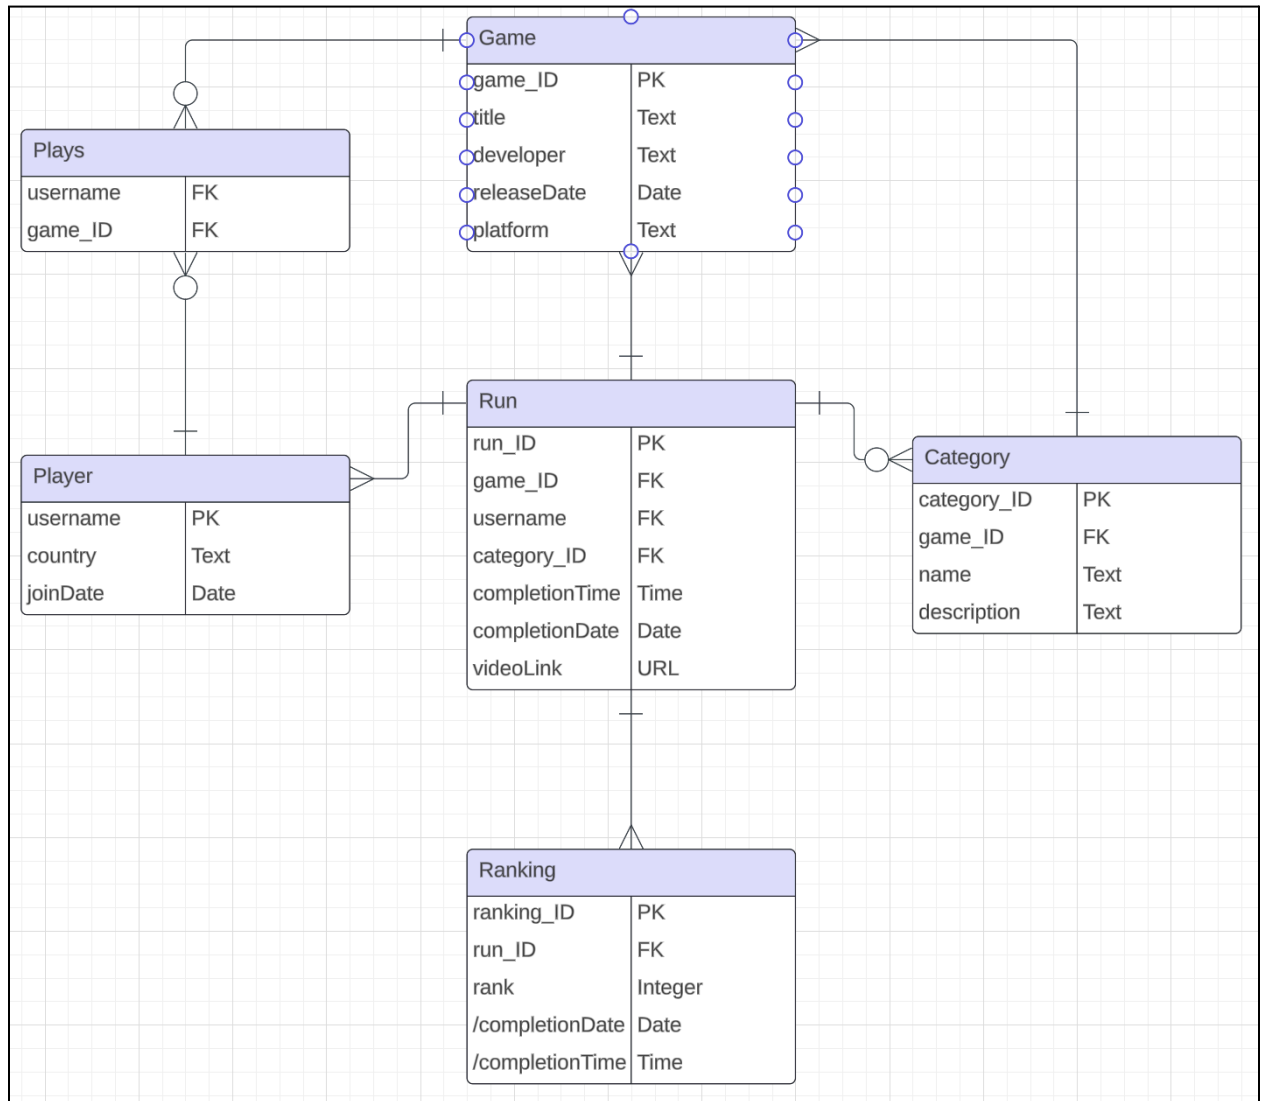 Game
game_ID PK
title Text
developer Text
releaseDate Date
platform Text
Plays
username FK
game_ID FK
Player
username PK
country Text
joinDate Date
Run
run_ID PK
game_ID FK
username FK
category_ID FK
completionTime Time
completionDate Date
videoLink URL
Category
category_ID PK
game_ID FK
name Text
description Text
Ranking
ranking_ID PK
run_ID FK
rank Integer
/completionDate Date
/completionTime Time